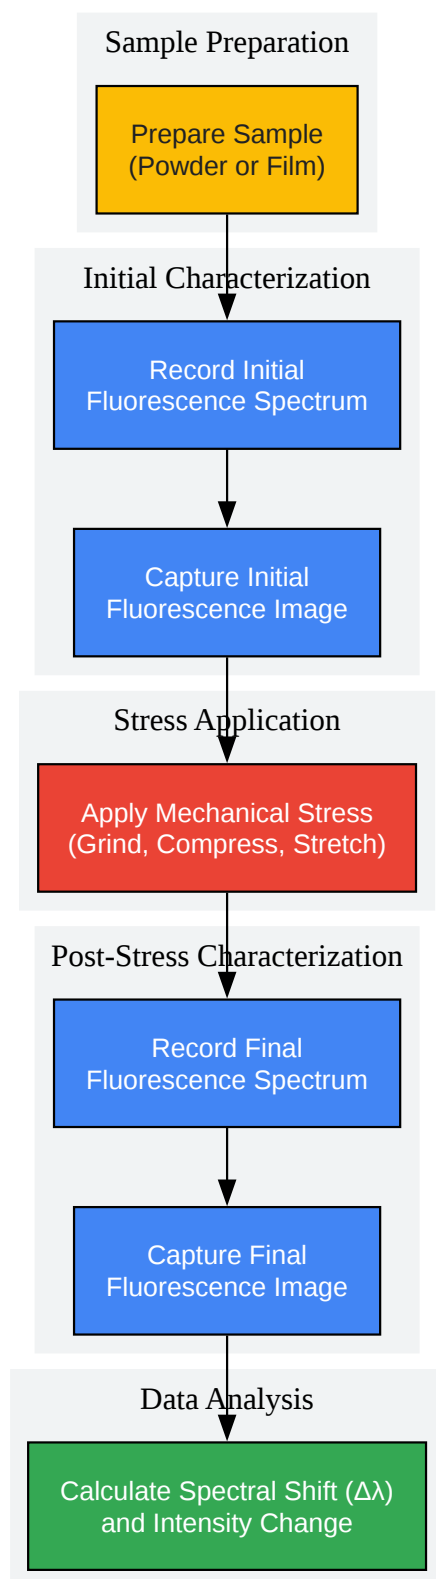 Sample Preparation
Prepare Sample
(Powder or Film)
Initial Characterization
Record Initial
Fluorescence Spectrum
Capture Initial
Fluorescence Image
Stress Application
Apply Mechanical Stress
(Grind, Compress, Stretch)
Post-Stress Characterization
Record Final
Fluorescence Spectrum
Capture Final
Fluorescence Image
Data Analysis
Calculate Spectral Shift (Δλ)
and Intensity Change